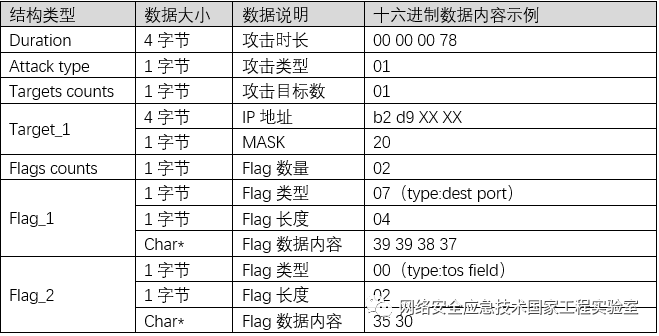 结构类型 数据大小 数据说明 十六进制数据内容示例
Duration 4 字节 攻击时长 00 00 00 78
Attack type 1 字节 攻击类型 01
Targets counts 1 字节 攻击目标数 01
Target_1 4 字节 IP 地址 b2 d9 XX XX
1 字节 MASK 20
Flags counts 1 字节 Flag 数量 02
Flag_1 1 字节 Flag 类型 07（type:dest port）
1 字节 Flag 长度 04
Char* Flag 数据内容 39 39 38 37
Flag_2 1 字节 Flag 类型 00（type:tos field）
1 字节 Flag 长度 02
网络安全应急技术国家工程实验室
Char* Flag 数据内容 35 30